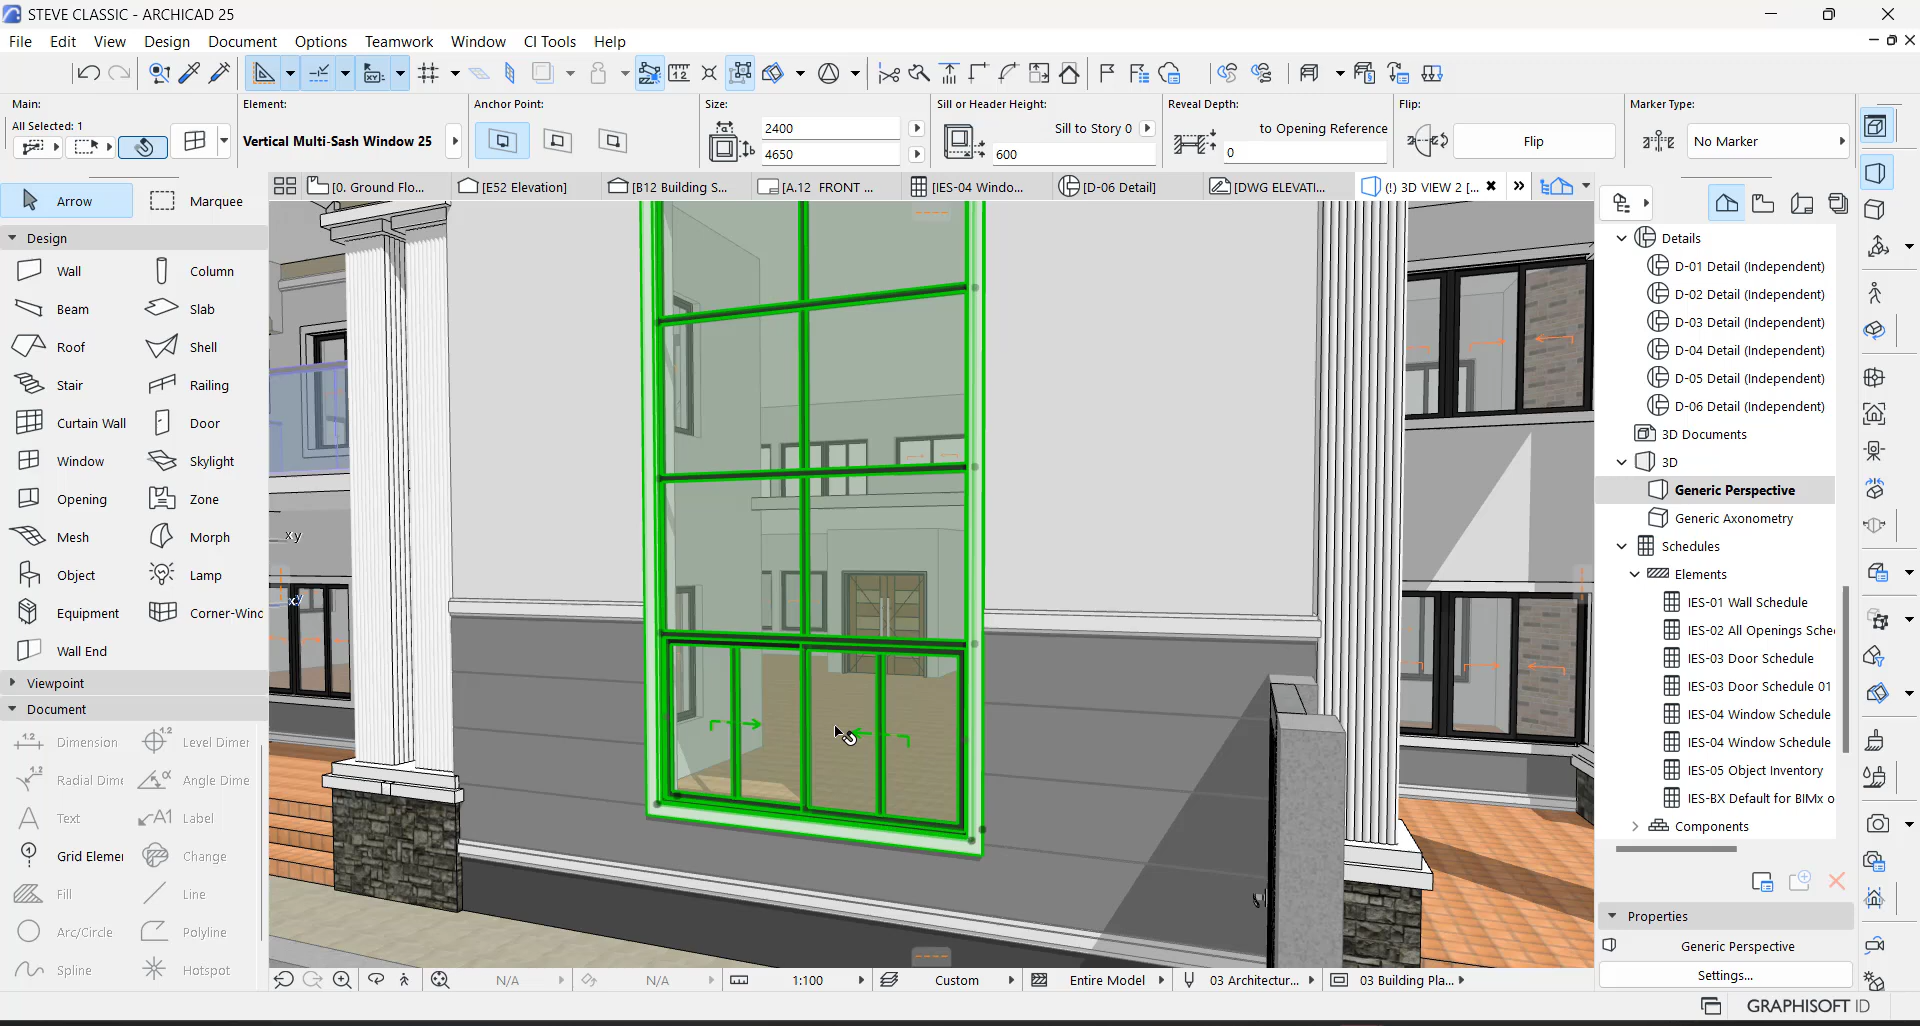 STEVE CLASSIC - ARCHICAD 25
File Edit View Design Document Options Teamwork Window CI Tools Help
Main:
All Selected: 1
Element:
Vertical Multi-Sash Window 25
Anchor Point:
Size:
2400
4650
Sill or Header Height:
Sill to Story 0
600
Reveal Depth:
to Opening Reference
0
Flip:
Flip
Marker Type:
No Marker
Arrow Marquee
[0. Ground Flo... [E52 Elevation] [B12 Building S... [A.12 FRONT ... [IES-04 Windo... [D-06 Detail] [DWG ELEVATI... (!) 3D VIEW 2 [...
Design
Wall Column
Beam Slab
Roof Shell
Stair Railing
Curtain Wall Door
Window Skylight
Opening Zone
Mesh Morph
Object Lamp
Equipment Corner-Winc
Wall End
Viewpoint
Document
Dimension Level Dimer
Radial Dime Angle Dime
Text Label
Grid Elemer Change
Fill Line
Arc/Circle Polyline
Spline Hotspot
xy
xy
Details
D-01 Detail (Independent)
D-02 Detail (Independent)
D-03 Detail (Independent)
D-04 Detail (Independent)
D-05 Detail (Independent)
D-06 Detail (Independent)
3D Documents
3D
Generic Perspective
Generic Axonometry
Schedules
Elements
IES-01 Wall Schedule
IES-02 All Openings Sche
IES-03 Door Schedule
IES-03 Door Schedule 01
IES-04 Window Schedule
IES-04 Window Schedule
IES-05 Object Inventory
IES-BX Default for BIMx o
Components
Properties
Generic Perspective
Settings...
N/A N/A 1:100 Custom Entire Model 03 Architectur... 03 Building Pla...
GRAPHISOFT ID